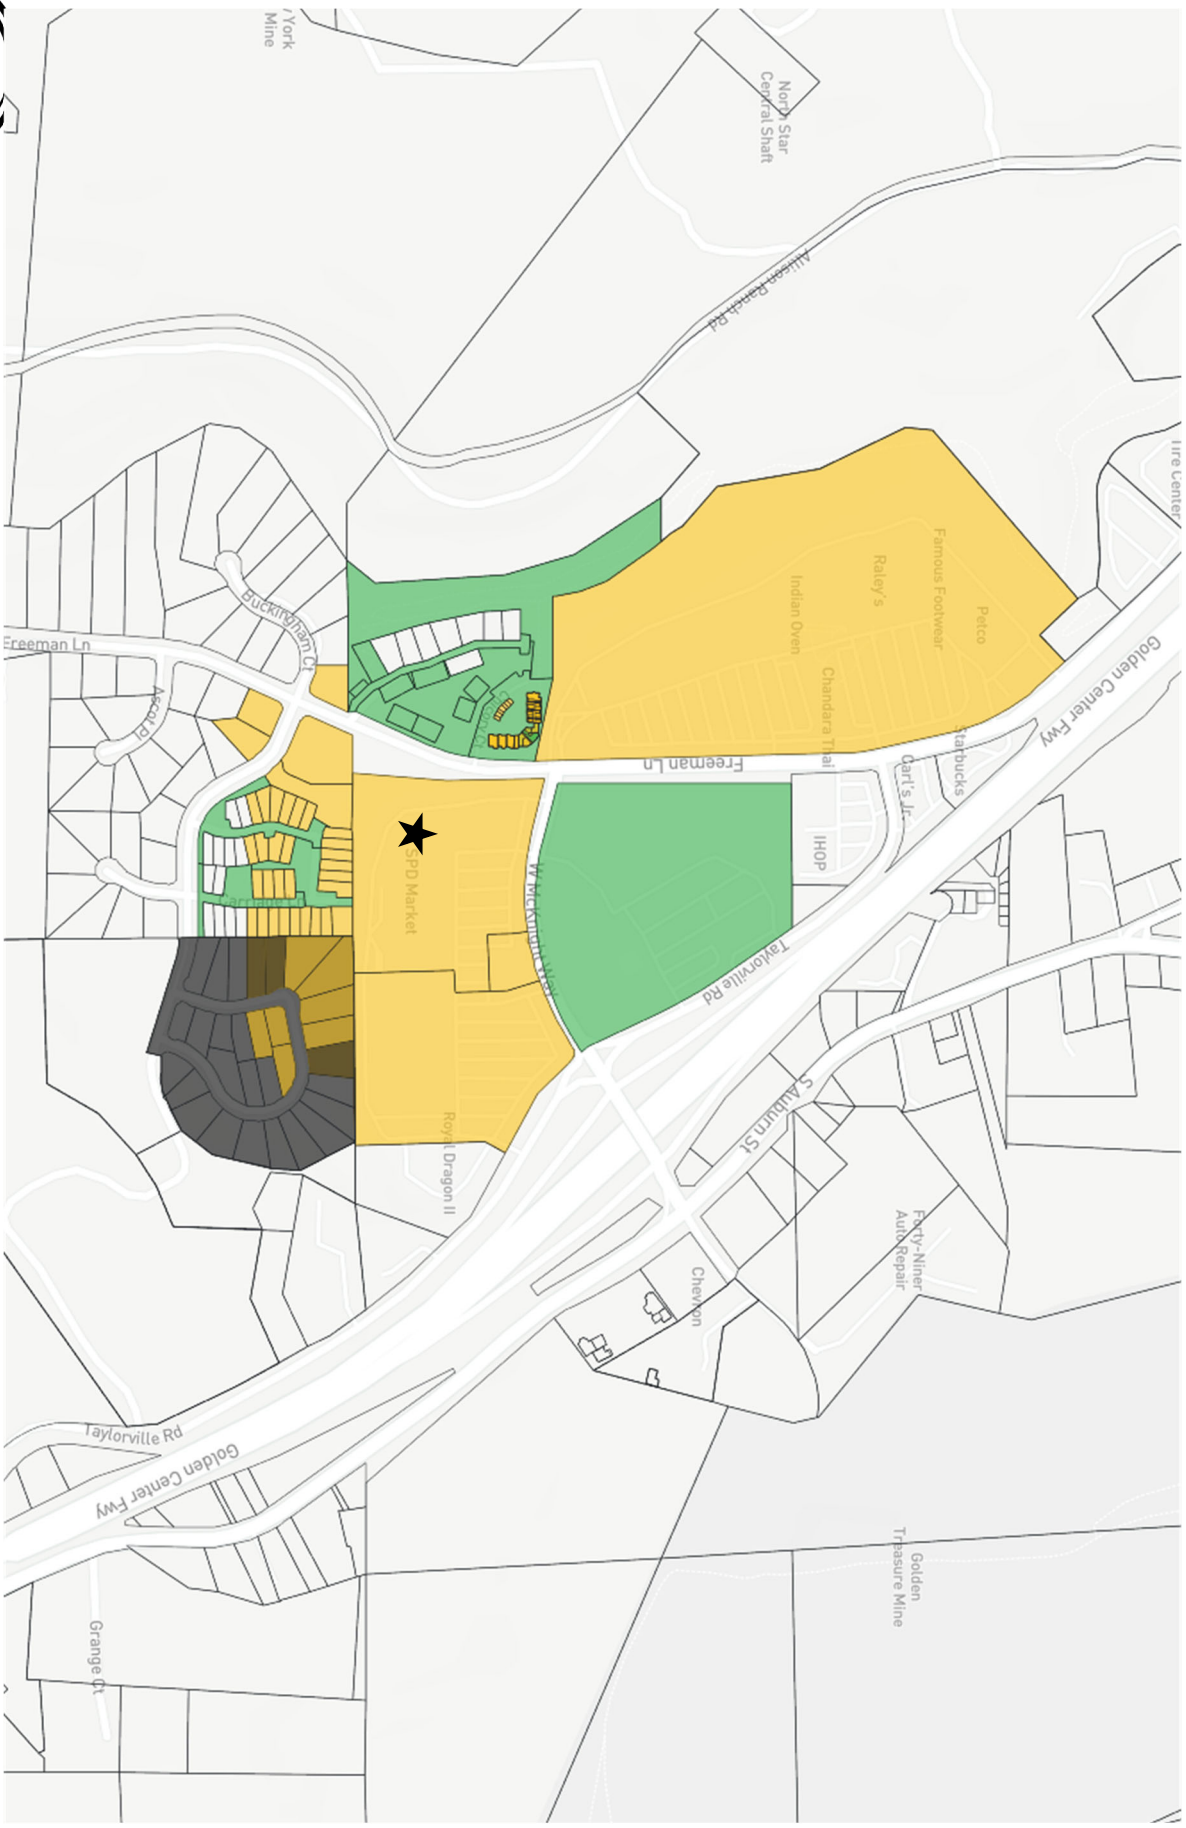 York
Mine
North Star
Central Shaft
Allison Ranch Rd
Tire Center
Famous Footwear
Raley's
Indian Oven
Petco
Golden Center Fwy
Buckingham Ct
Freeman Ln
Ascot Pl
Chandara Thai
Starbucks
Freeman Ln
Carl's Jr.
IHOP
SPD Market
W McKnight Way
Carriage Ln
Taylorville Rd
S Auburn St
Royal Dragon II
Forty-Niner
Auto Repair
Chevron
Taylorville Rd
Golden Center Fwy
Golden
Treasure Mine
Grange Ct